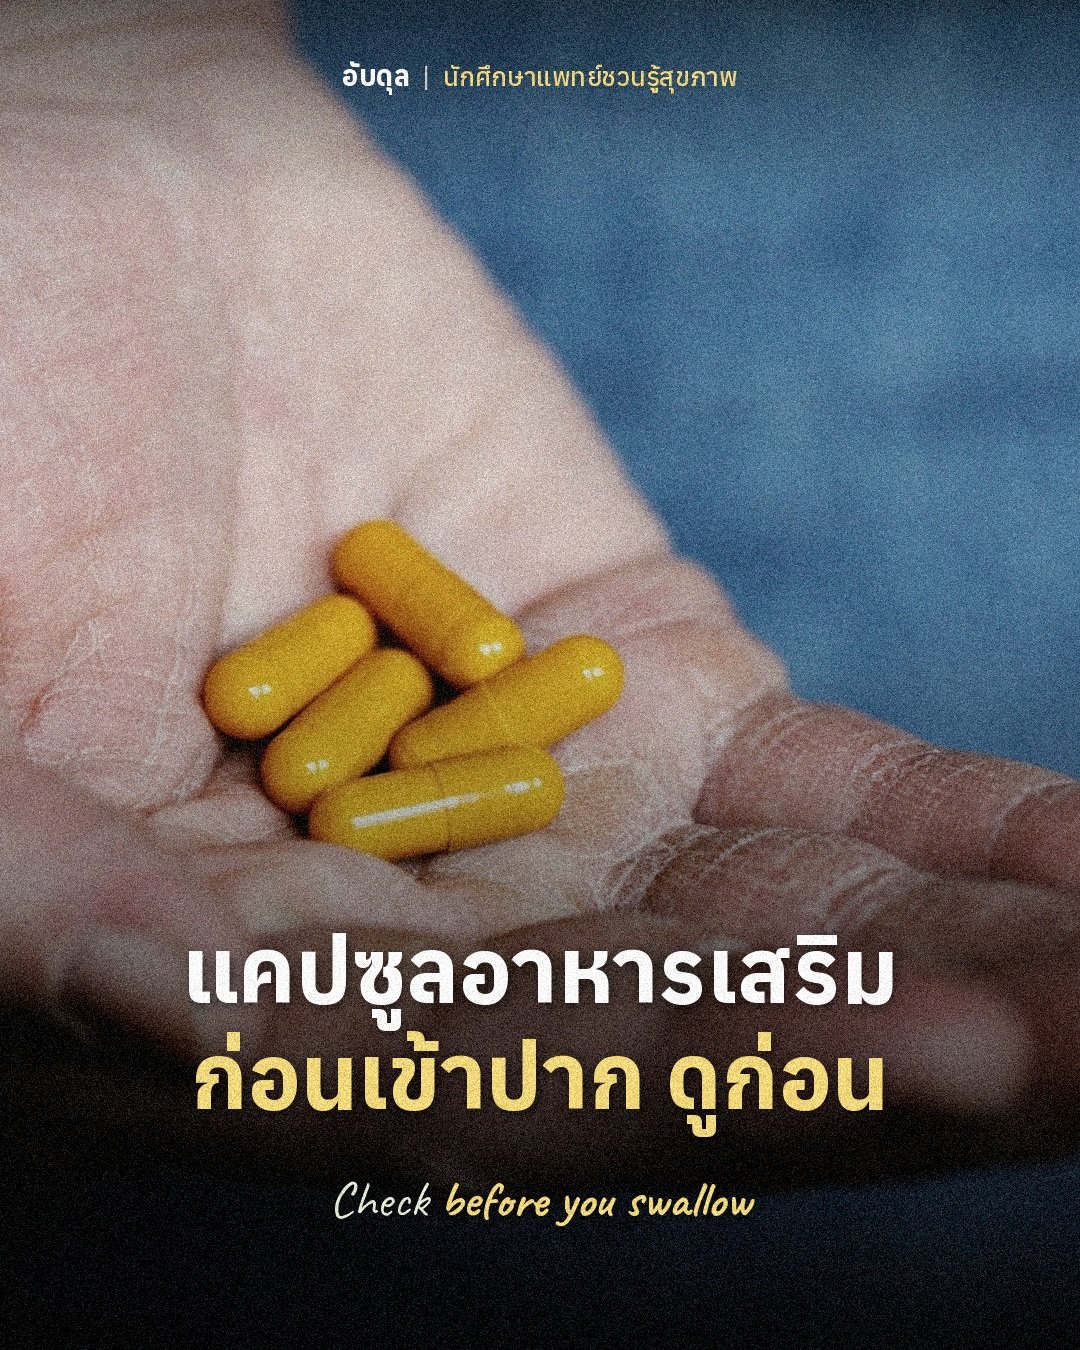 อับดุล | นักศึกษาแพทย์ชวนรู้สุขภาพ
แคปซูลอาหารเสริม
ก่อนเข้าปาก ดูก่อน
Check before you swallow